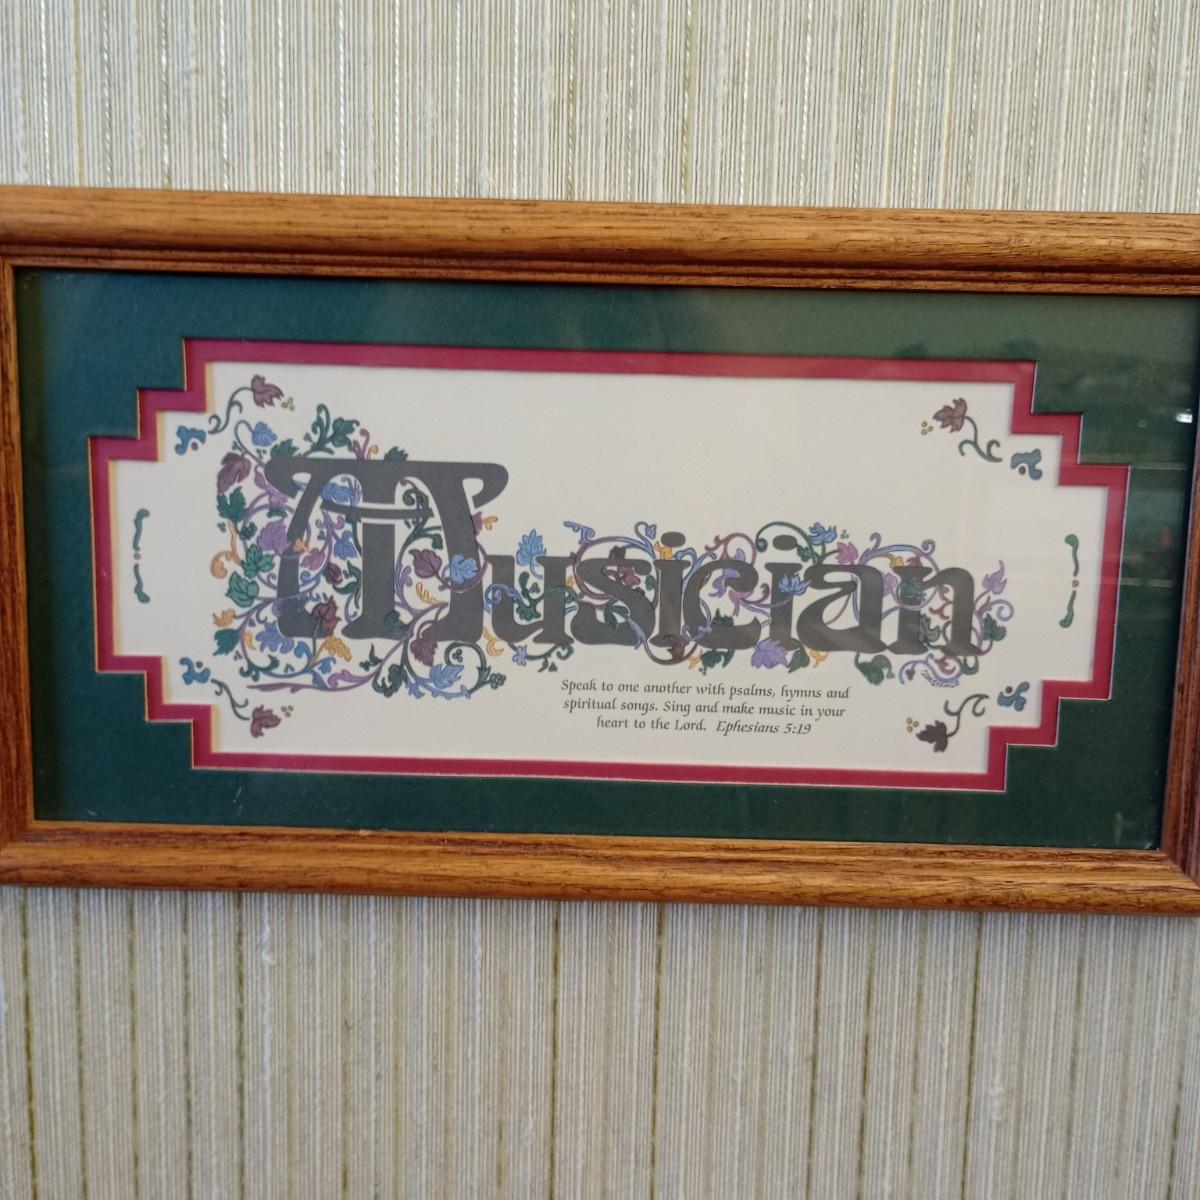 Musician
Speak to one another with psalms, hymns and
spiritual songs. Sing and make music in your
heart to the Lord. Ephesians 5:19